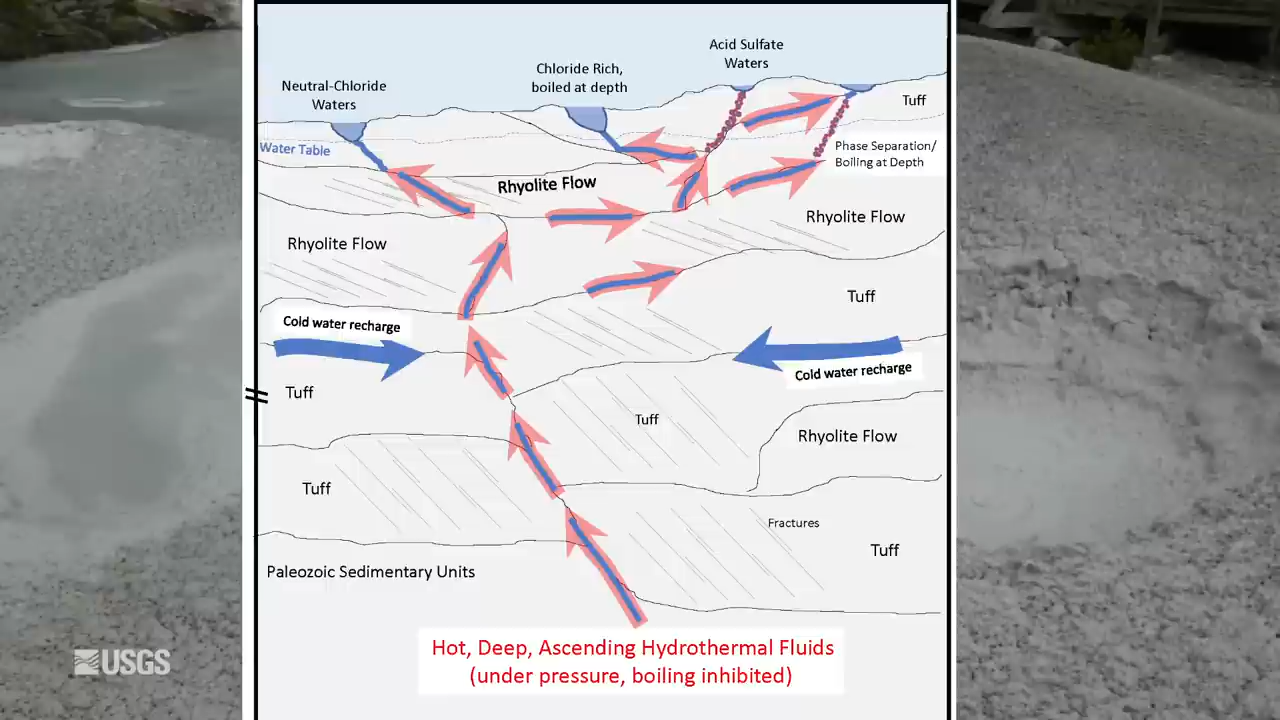 Acid Sulfate
Waters
Chloride Rich,
boiled at depth
Neutral-Chloride
Waters
Tuff
Water Table
Phase Separation/
Boiling at Depth
Rhyolite Flow
Rhyolite Flow
Rhyolite Flow
Tuff
Cold water recharge
Cold water recharge
Tuff
Tuff
Rhyolite Flow
Tuff
Fractures
Tuff
Paleozoic Sedimentary Units
Hot, Deep, Ascending Hydrothermal Fluids
(under pressure, boiling inhibited)
USGS